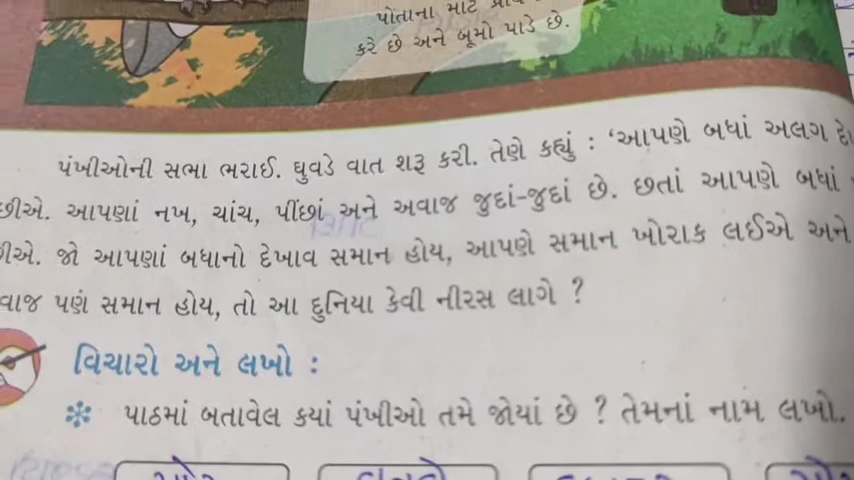 પોતાના માટે
કરે છે અને બૂમો પાડે છે.
પંખીઓની સભા ભરાઈ. ઘુવડે વાત શરૂ કરી. તેણે કહ્યું : ‘આપણે બધાં અલગ
છીએ. આપણાં નખ, ચાંચ, પીંછાં અને અવાજ જુદાં-જુદાં છે. છતાં આપણે બધાં
જો આપણાં બધાનો દેખાવ સમાન હોય, આપણે સમાન ખોરાક લઈએ અને
પણ સમાન હોય, તો આ દુનિયા કેવી નીરસ લાગે ?
વિચારો અને લખો :
પાઠમાં બતાવેલ કયાં પંખીઓ તમે જોયાં છે ? તેમનાં નામ લખો.